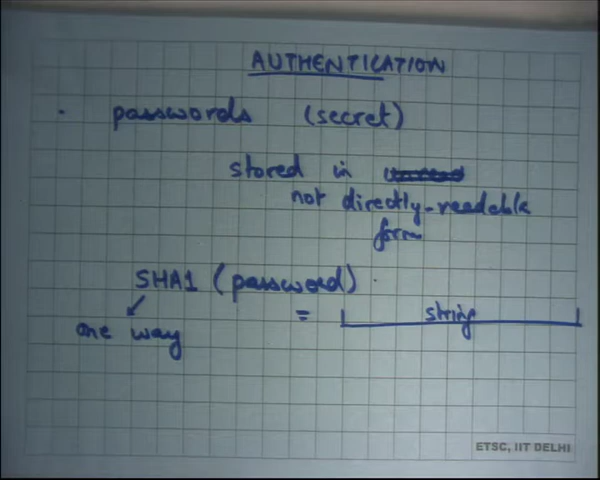 AUTHENTICATION
. passwords (secret)
stored in
not directly-readable
form
SHA1 (password)
= string
one way
ETSC, IIT DELHI